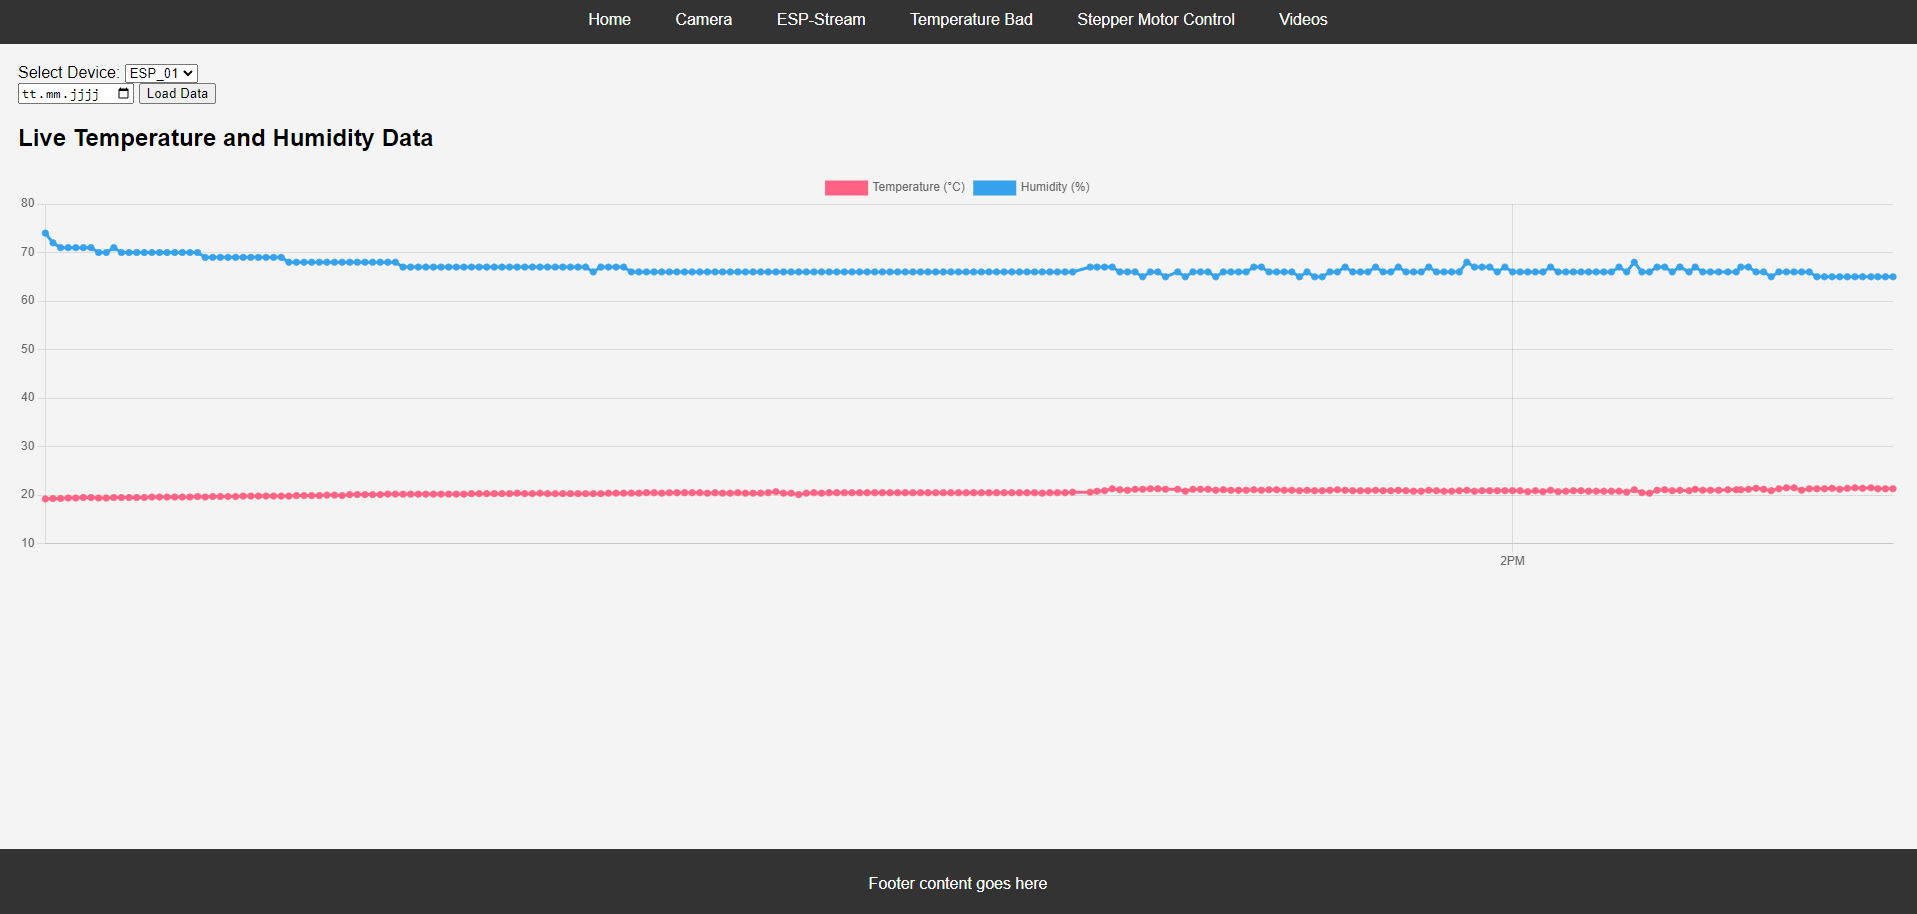 Home Camera ESP-Stream Temperature Bad Stepper Motor Control Videos
Select Device: ESP_01
tt.mm.jjjj Load Data
Live Temperature and Humidity Data
Temperature (°C) Humidity (%)
80
70
60
50
40
30
20
10
2PM
Footer content goes here